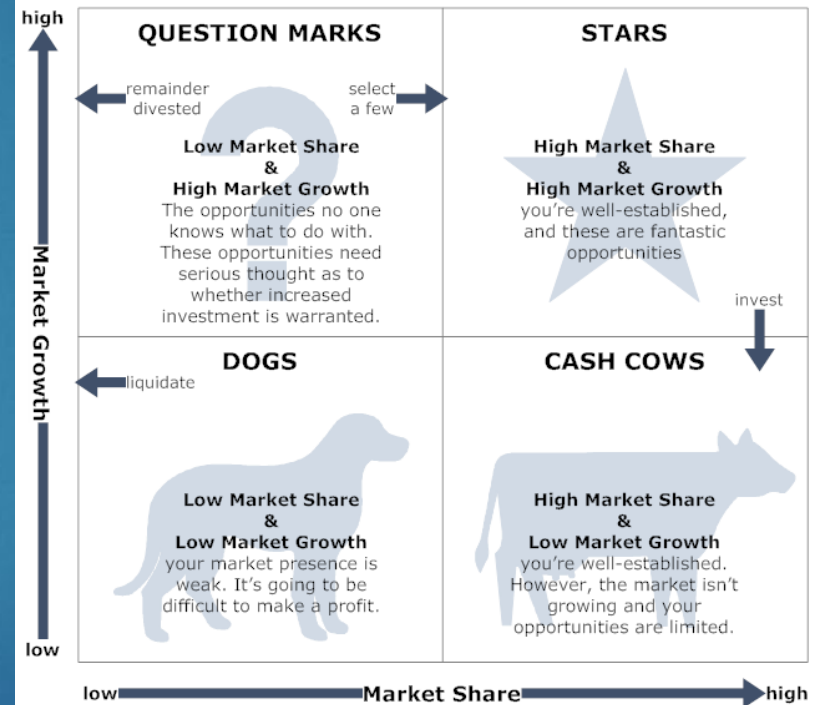 high
QUESTION MARKS
remainder
divested
select
a few
Low Market Share
&
High Market Growth
The opportunities no one
knows what to do with.
These opportunities need
serious thought as to
whether increased
investment is warranted.
STARS
High Market Share
&
High Market Growth
you're well-established,
and these are fantastic
opportunities
invest
Market Growth
DOGS
liquidate
Low Market Share
&
Low Market Growth
your market presence is
weak. It's going to be
difficult to make a profit.
CASH COWS
High Market Share
&
Low Market Growth
you're well-established.
However, the market isn't
growing and your
opportunities are limited.
low
low
Market Share
high